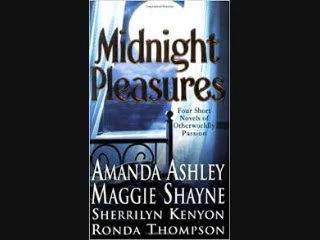 Midnight
Pleasures
Four Short
Novels of
Otherworldly
Passion
AMANDA ASHLEY
MAGGIE SHAYNE
SHERRILYN KENYON
RONDA THOMPSON